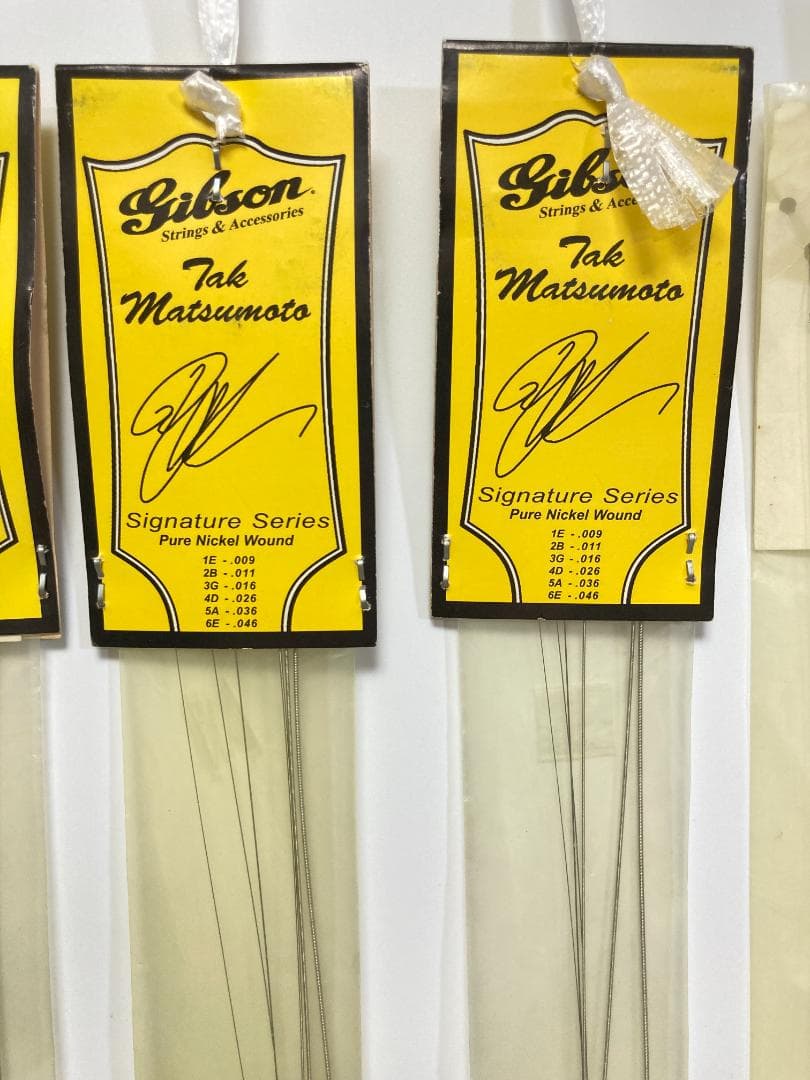 Gibson
Strings & Accessories
Tak
Matsumoto
Signature Series
Pure Nickel Wound
1E - .009
2B - .011
3G - .016
4D - .026
5A - .036
6E - .046
Strings &
Tak
Matsumoto
Signature Series
Pure Nickel Wound
1E - .009
2B - .011
3G - .016
4D - .026
5A - .036
6E - .046